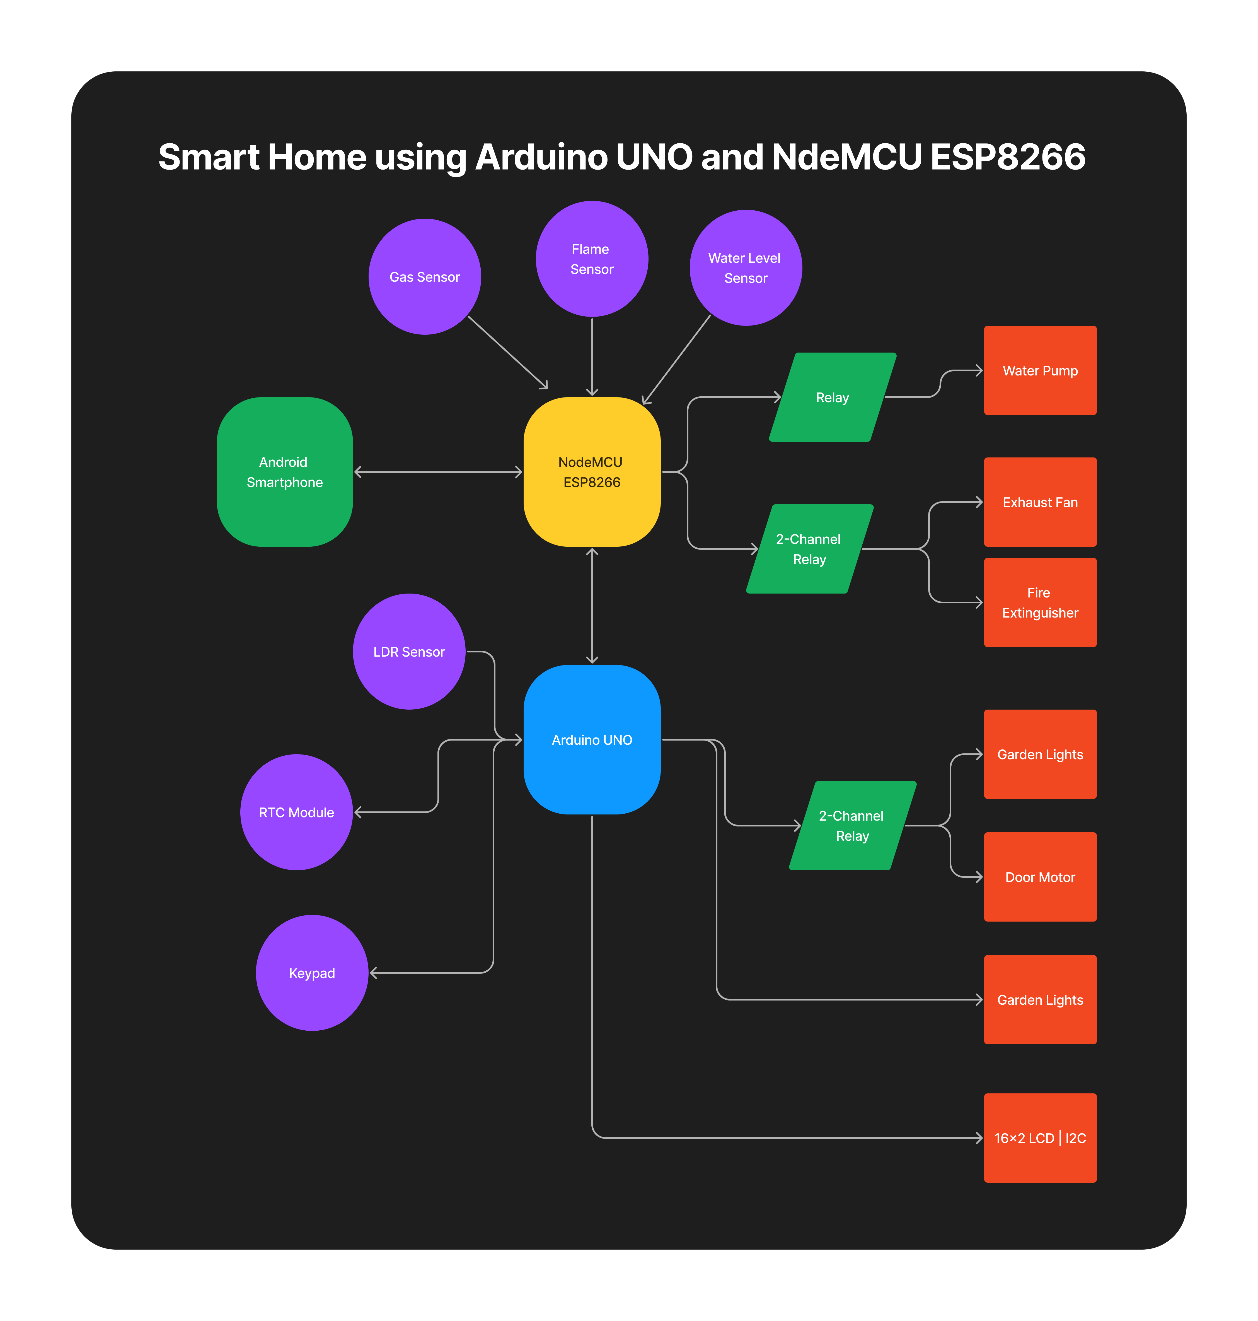 Smart Home using Arduino UNO and NdeMCU ESP8266
Gas Sensor
Flame
Sensor
Water Level
Sensor
Water Pump
Relay
Android
Smartphone
NodeMCU
ESP8266
Exhaust Fan
2-Channel
Relay
Fire
Extinguisher
LDR Sensor
Arduino UNO
Garden Lights
RTC Module
2-Channel
Relay
Door Motor
Keypad
Garden Lights
16×2 LCD | I2C